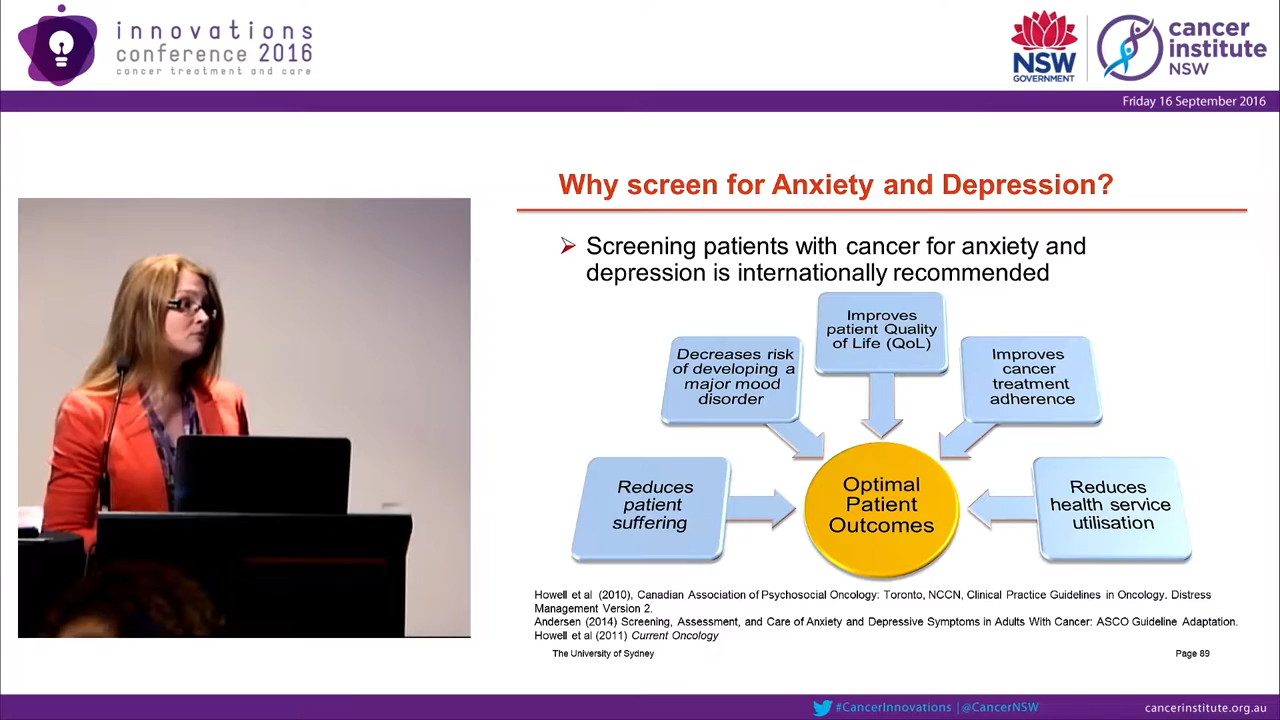 innovations
conference 2016
cancer treatment and care
NSW
GOVERNMENT
cancer
institute
NSW
Friday 16 September 2016
Why screen for Anxiety and Depression?
Screening patients with cancer for anxiety and
depression is internationally recommended
Improves
patient Quality
of Life (QoL)
Decreases risk
of developing a
major mood
disorder
Improves
cancer
treatment
adherence
Reduces
patient
suffering
Optimal
Patient
Outcomes
Reduces
health service
utilisation
Howell et al (2010), Canadian Association of Psychosocial Oncology: Toronto, NCCN, Clinical Practice Guidelines in Oncology. Distress
Management Version 2.
Andersen (2014) Screening, Assessment, and Care of Anxiety and Depressive Symptoms in Adults With Cancer: ASCO Guideline Adaptation.
Howell et al (2011) Current Oncology
The University of Sydney
Page 89
#CancerInnovations | @CancerNSW
cancerinstitute.org.au